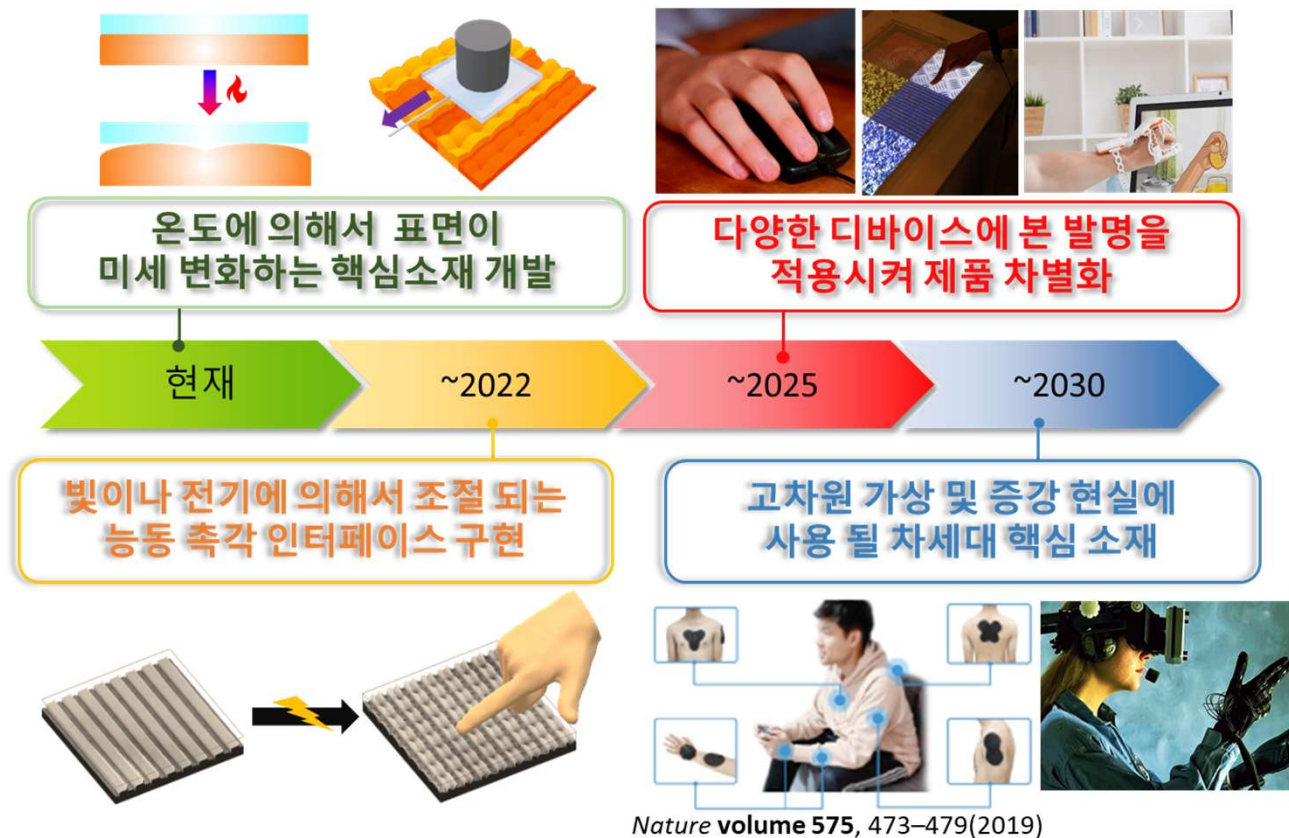 온도에 의해서 표면이
미세 변화하는 핵심소재 개발
다양한 디바이스에 본 발명을
적용시켜 제품 차별화
현재
~2022
~2025
~2030
빛이나 전기에 의해서 조절 되는
능동 촉각 인터페이스 구현
고차원 가상 및 증강 현실에
사용 될 차세대 핵심 소재
Nature volume 575, 473–479(2019)